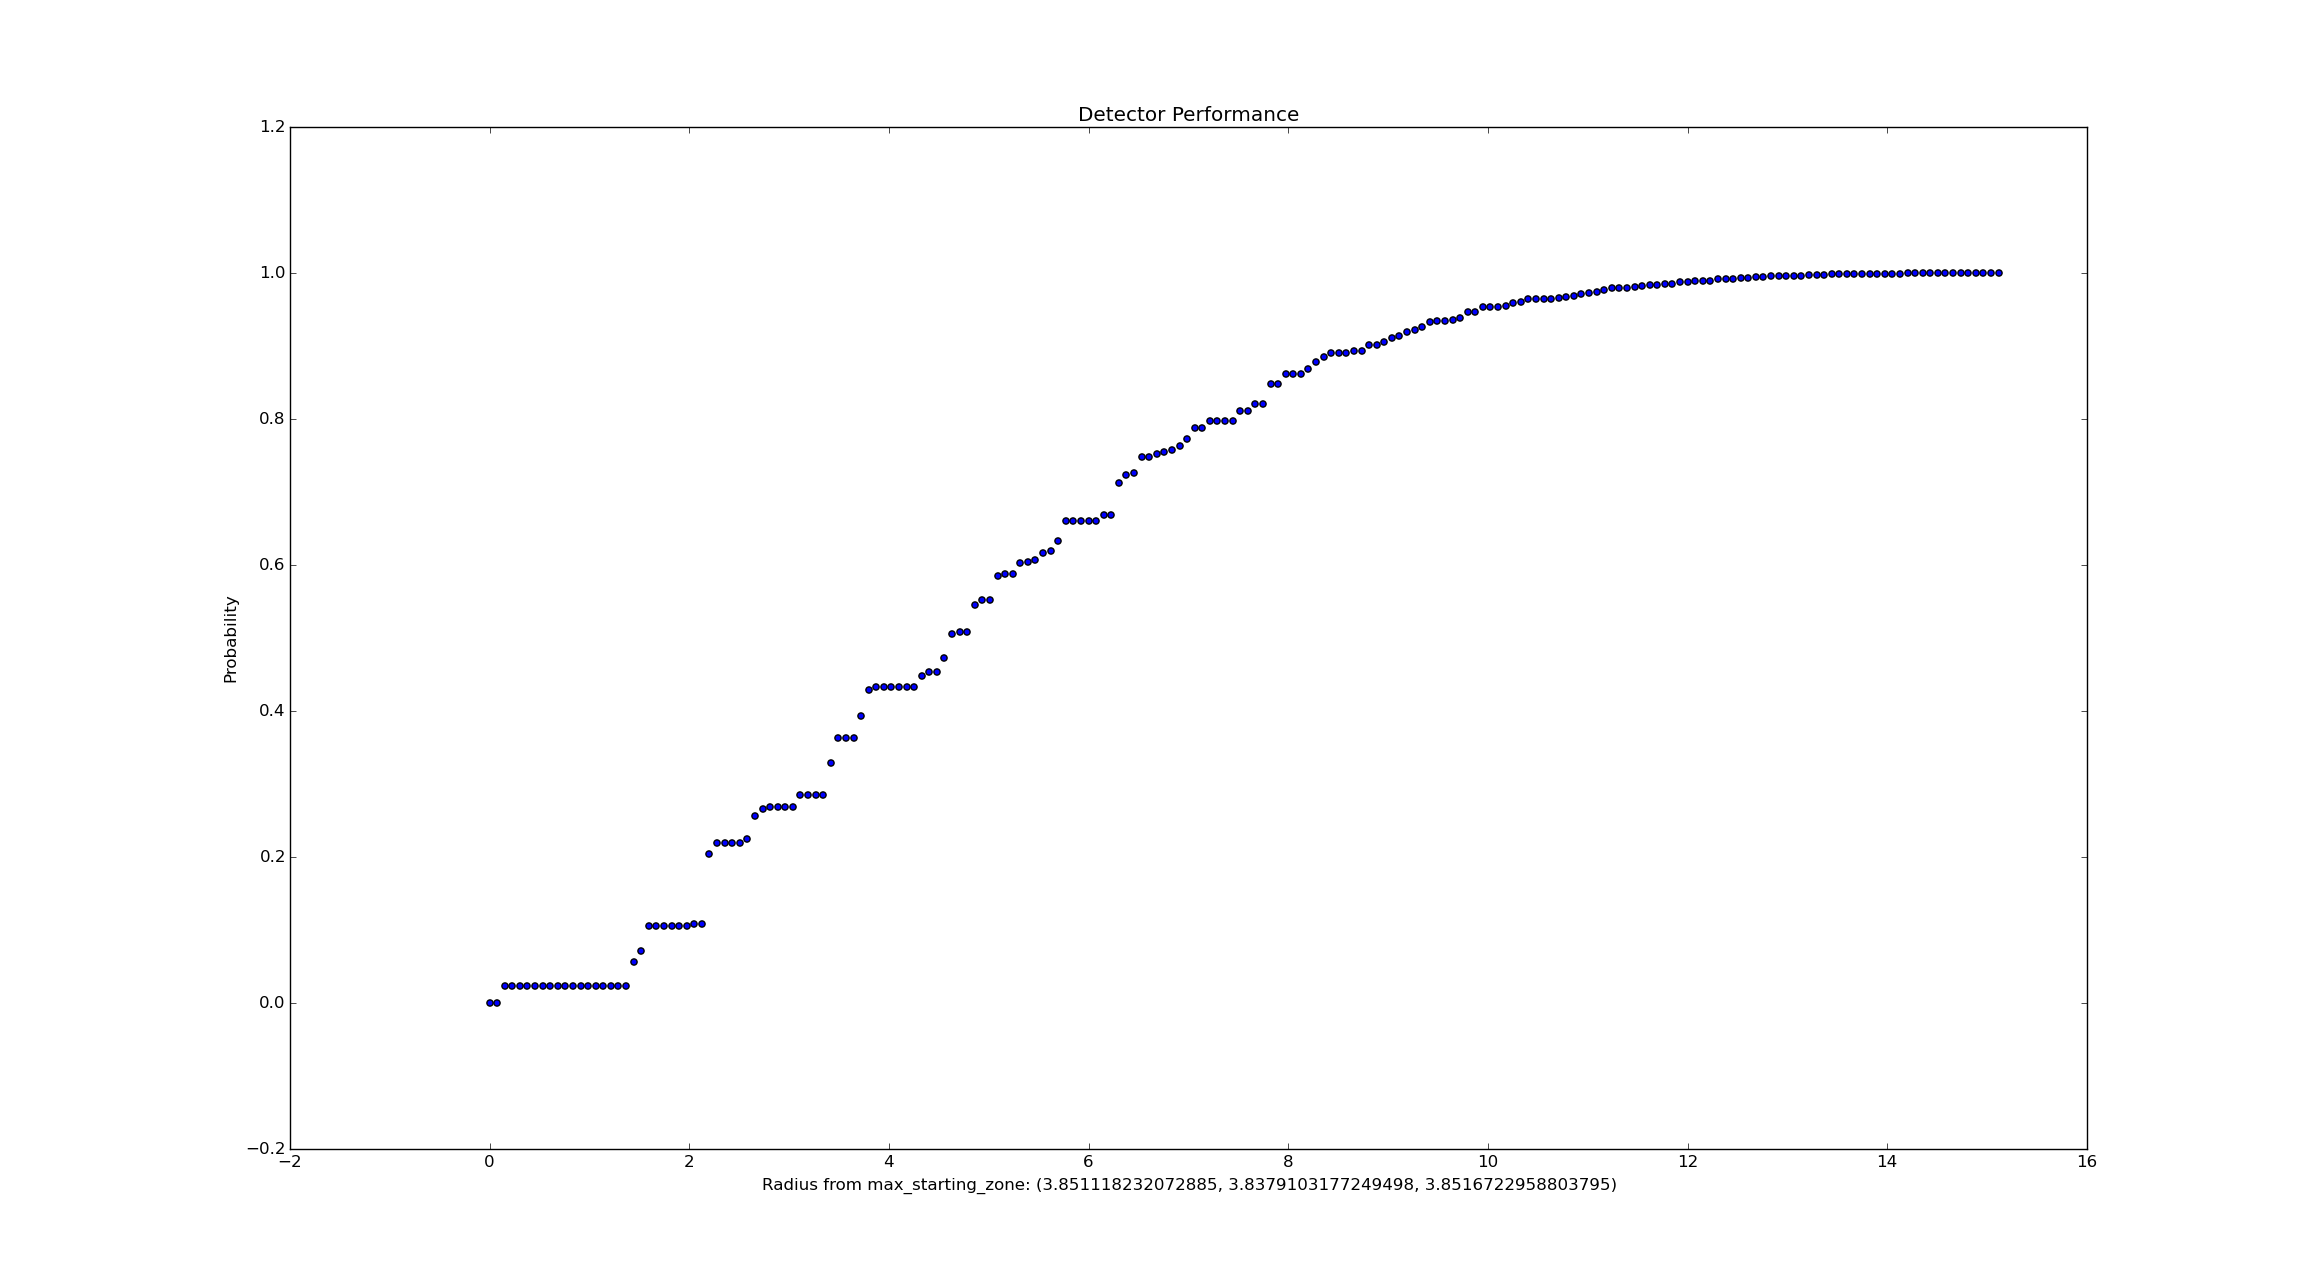 Detector Performance
1.2
1.0
0.8
0.6
0.4
0.2
0.0
−0.2
Probability
−2 0 2 4 6 8 10 12 14 16
Radius from max_starting_zone: (3.851118232072885, 3.8379103177249498, 3.8516722958803795)